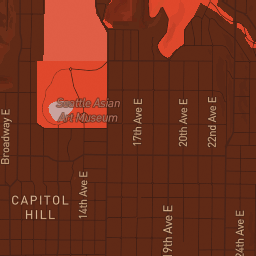 Seattle Asian
Art Museum
17th Ave E
20th Ave E
22nd Ave E
Broadway E
14th Ave E
CAPITOL
HILL
19th Ave E
24th Ave E